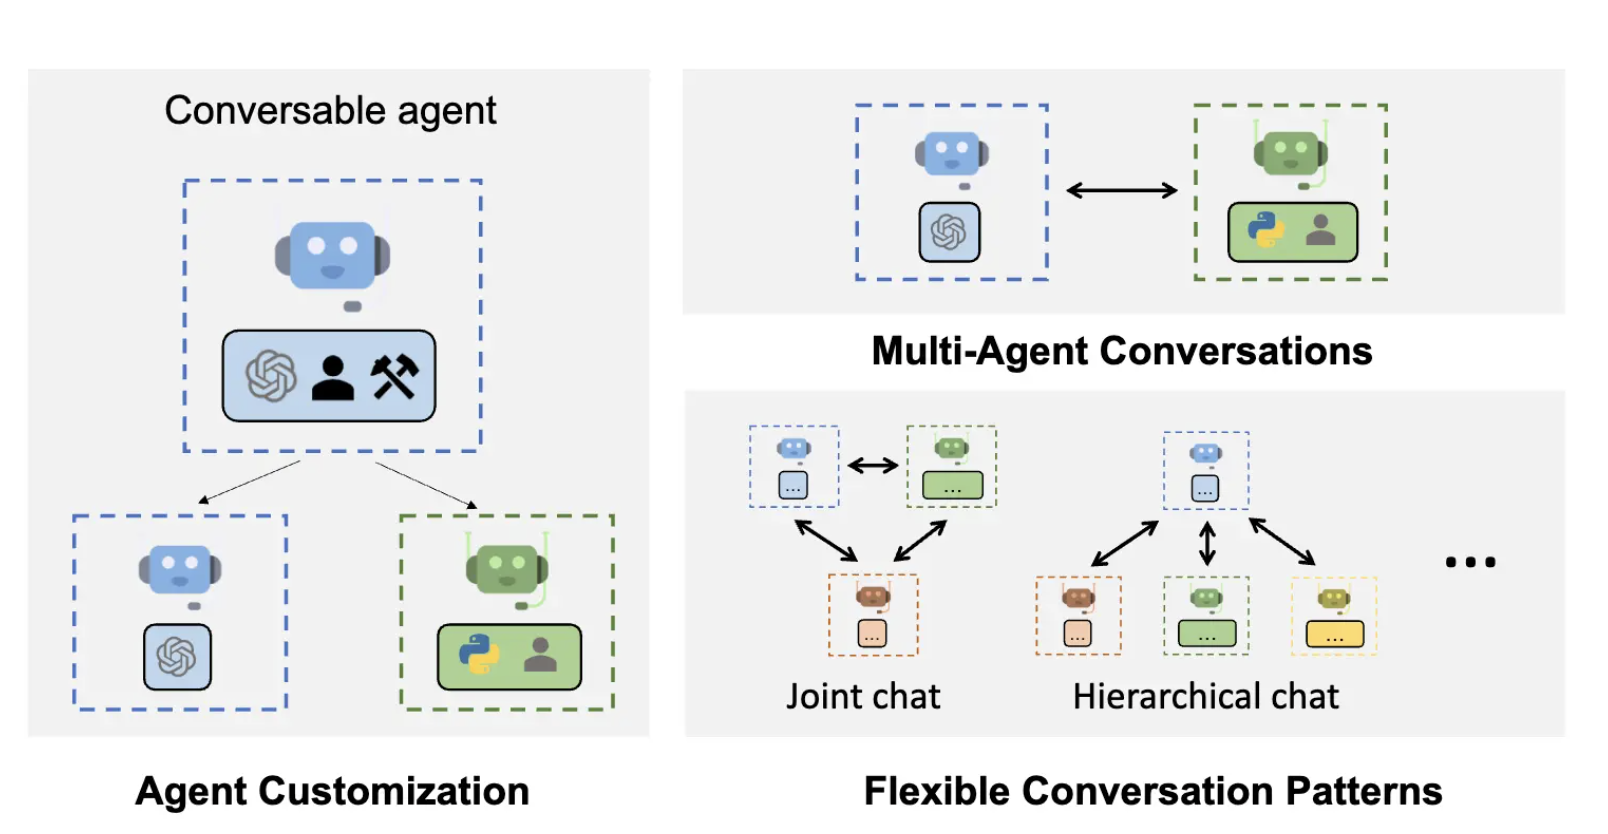 Conversable agent
Agent Customization
Multi-Agent Conversations
...
...
...
Joint chat
...
...
...
...
Hierarchical chat
...
Flexible Conversation Patterns